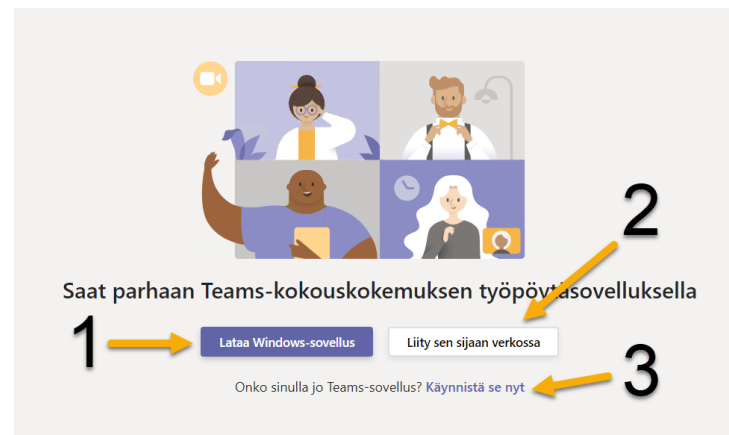 2
Saat parhaan Teams-kokouskokemuksen työpöytäsovelluksella
1
Lataa Windows-sovellus
Liity sen sijaan verkossa
Onko sinulla jo Teams-sovellus? Käynnistä se nyt
3